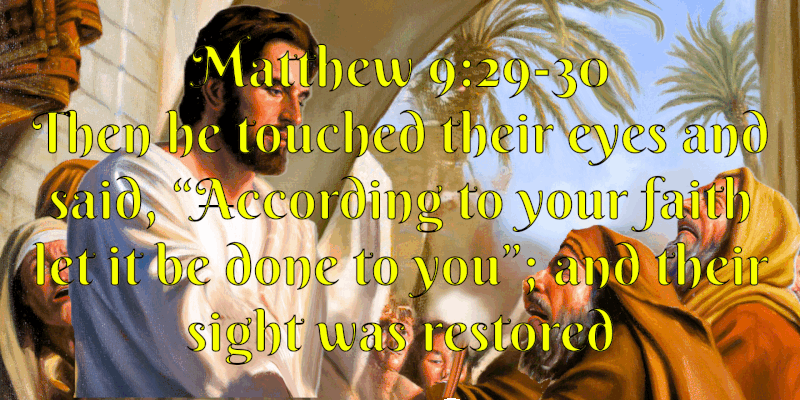 Matthew 9:29-30
Then he touched their eyes and
said, “According to your faith
let it be done to you”; and their
sight was restored